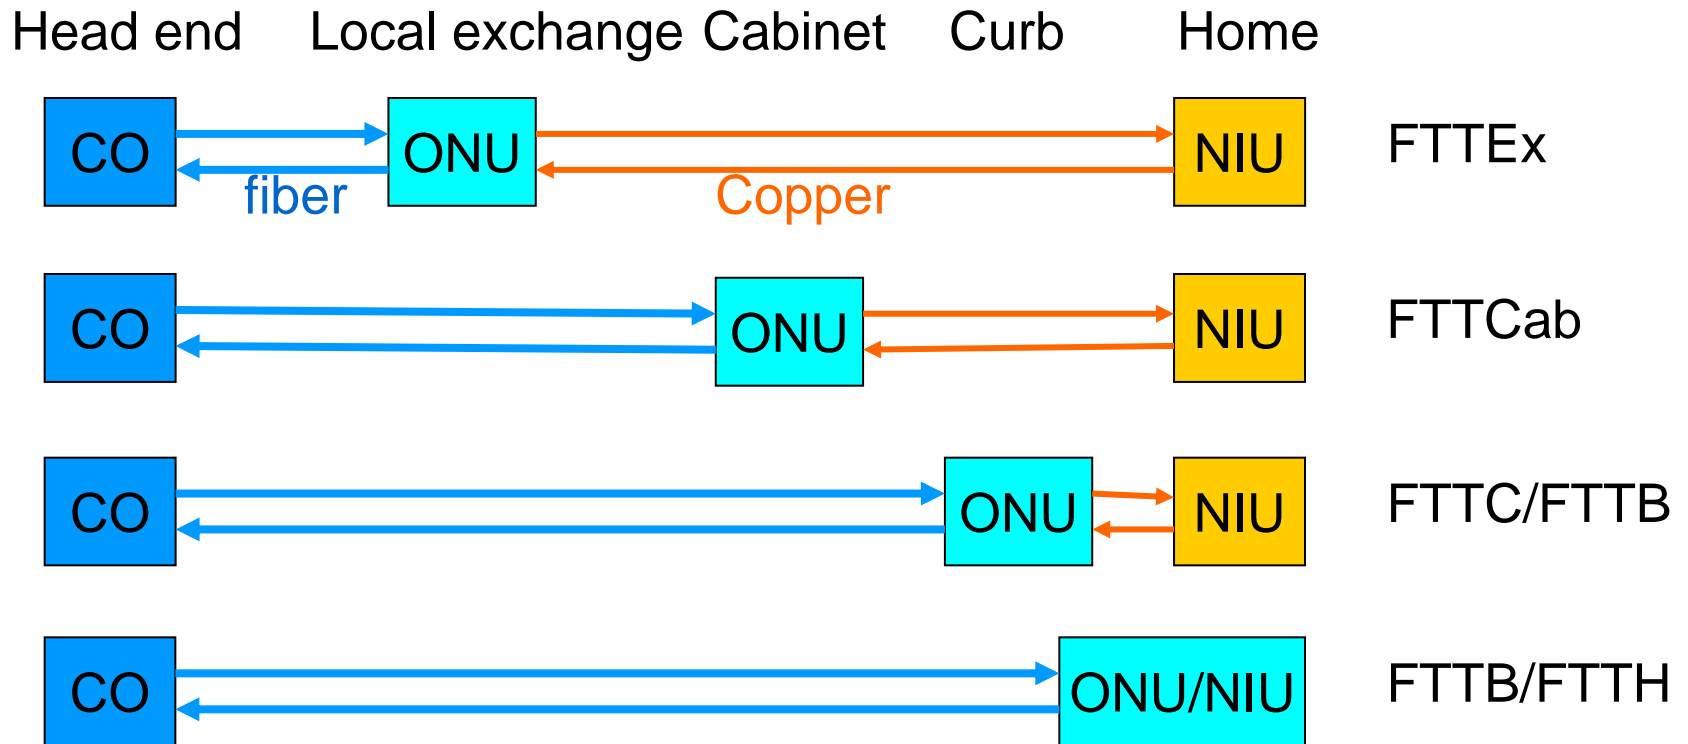 Head end Local exchange Cabinet Curb Home
CO ONU NIU FTTEx
fiber Copper
CO ONU NIU FTTCab
CO ONU NIU FTTC/FTTB
CO ONU/NIU FTTB/FTTH